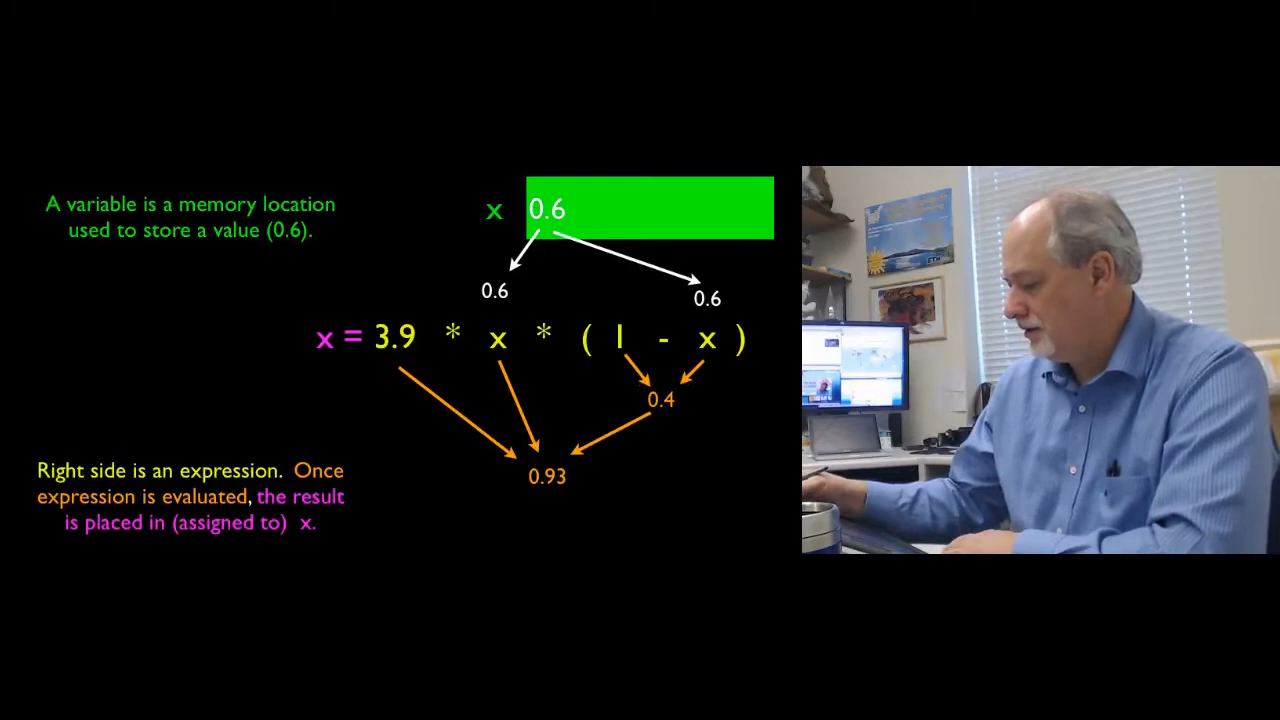 A variable is a memory location
used to store a value (0.6).
x 0.6
0.6 0.6
x = 3.9 * x * ( 1 - x )
0.4
0.93
Right side is an expression. Once
expression is evaluated, the result
is placed in (assigned to) x.